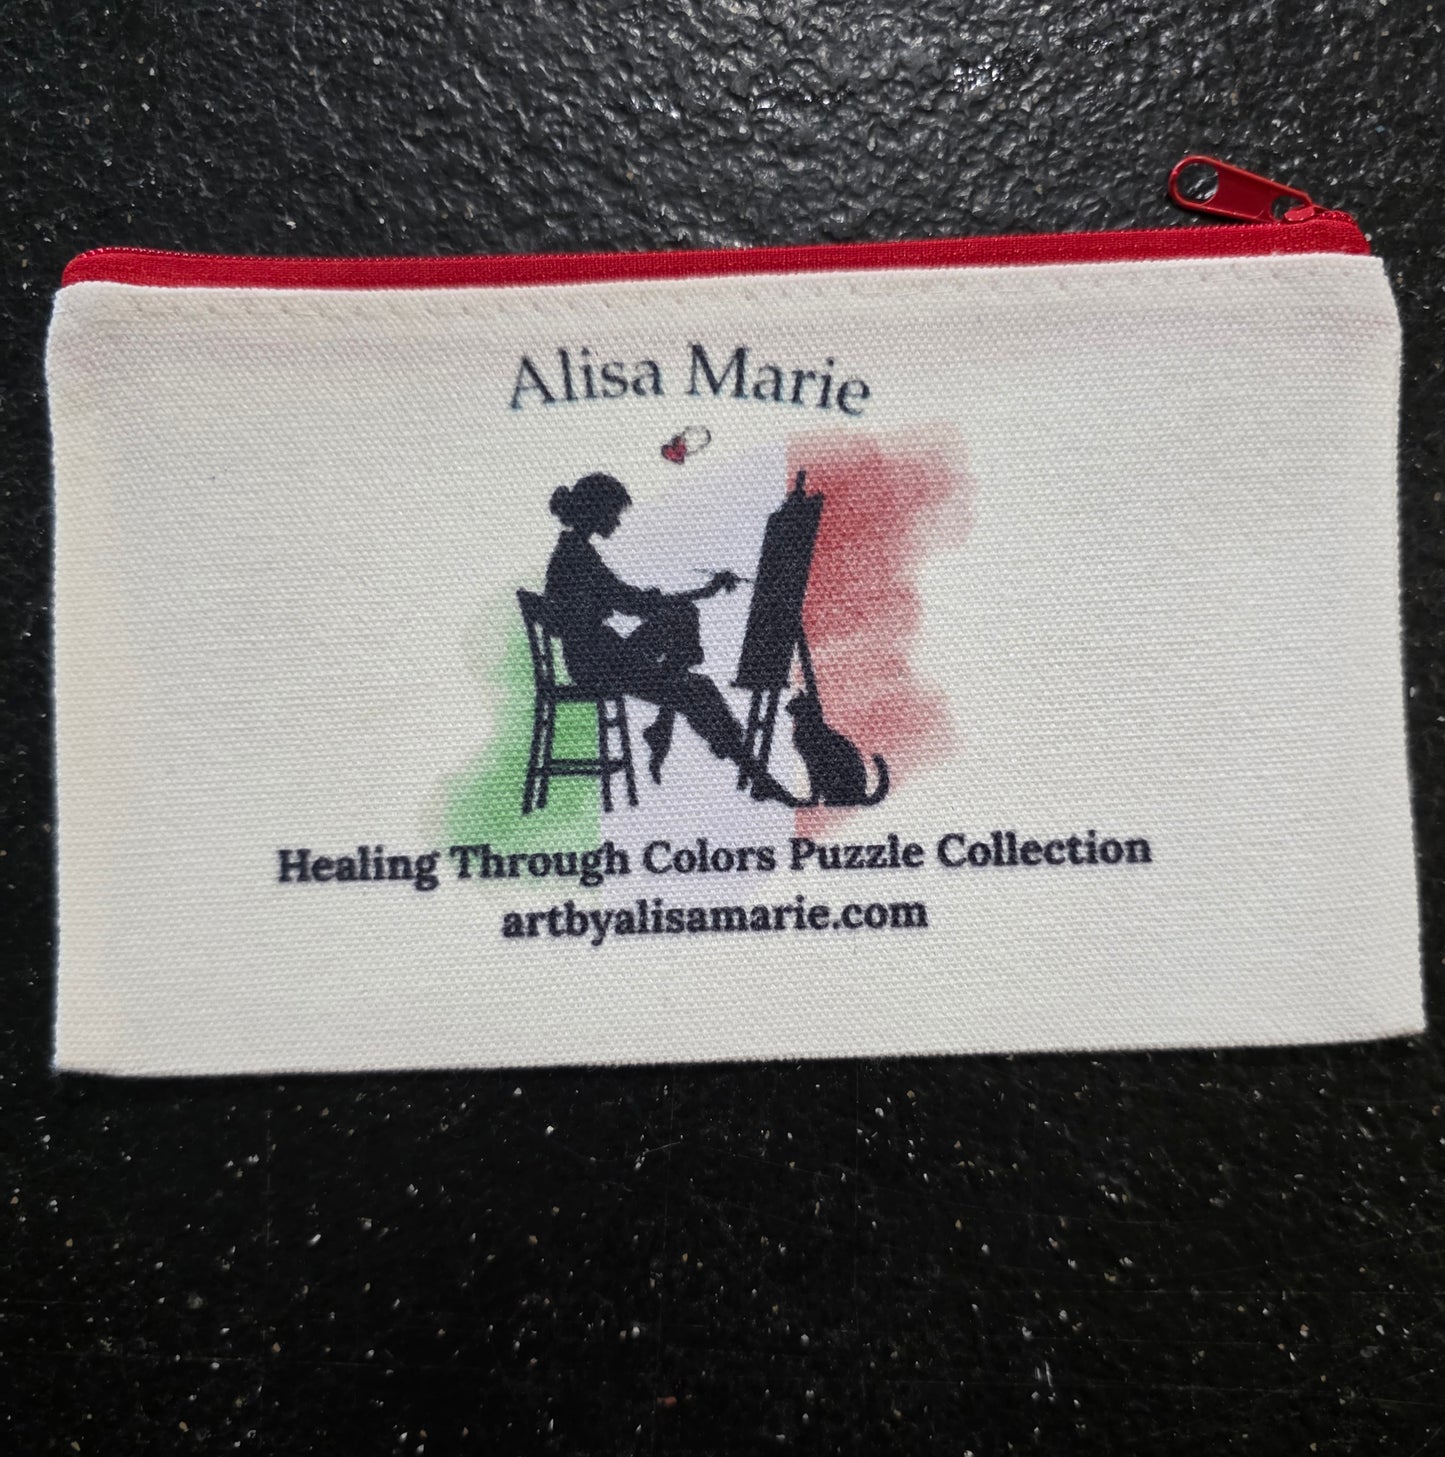 Alisa Marie
Healing Through Colors Puzzle Collection
artbyalisamarie.com